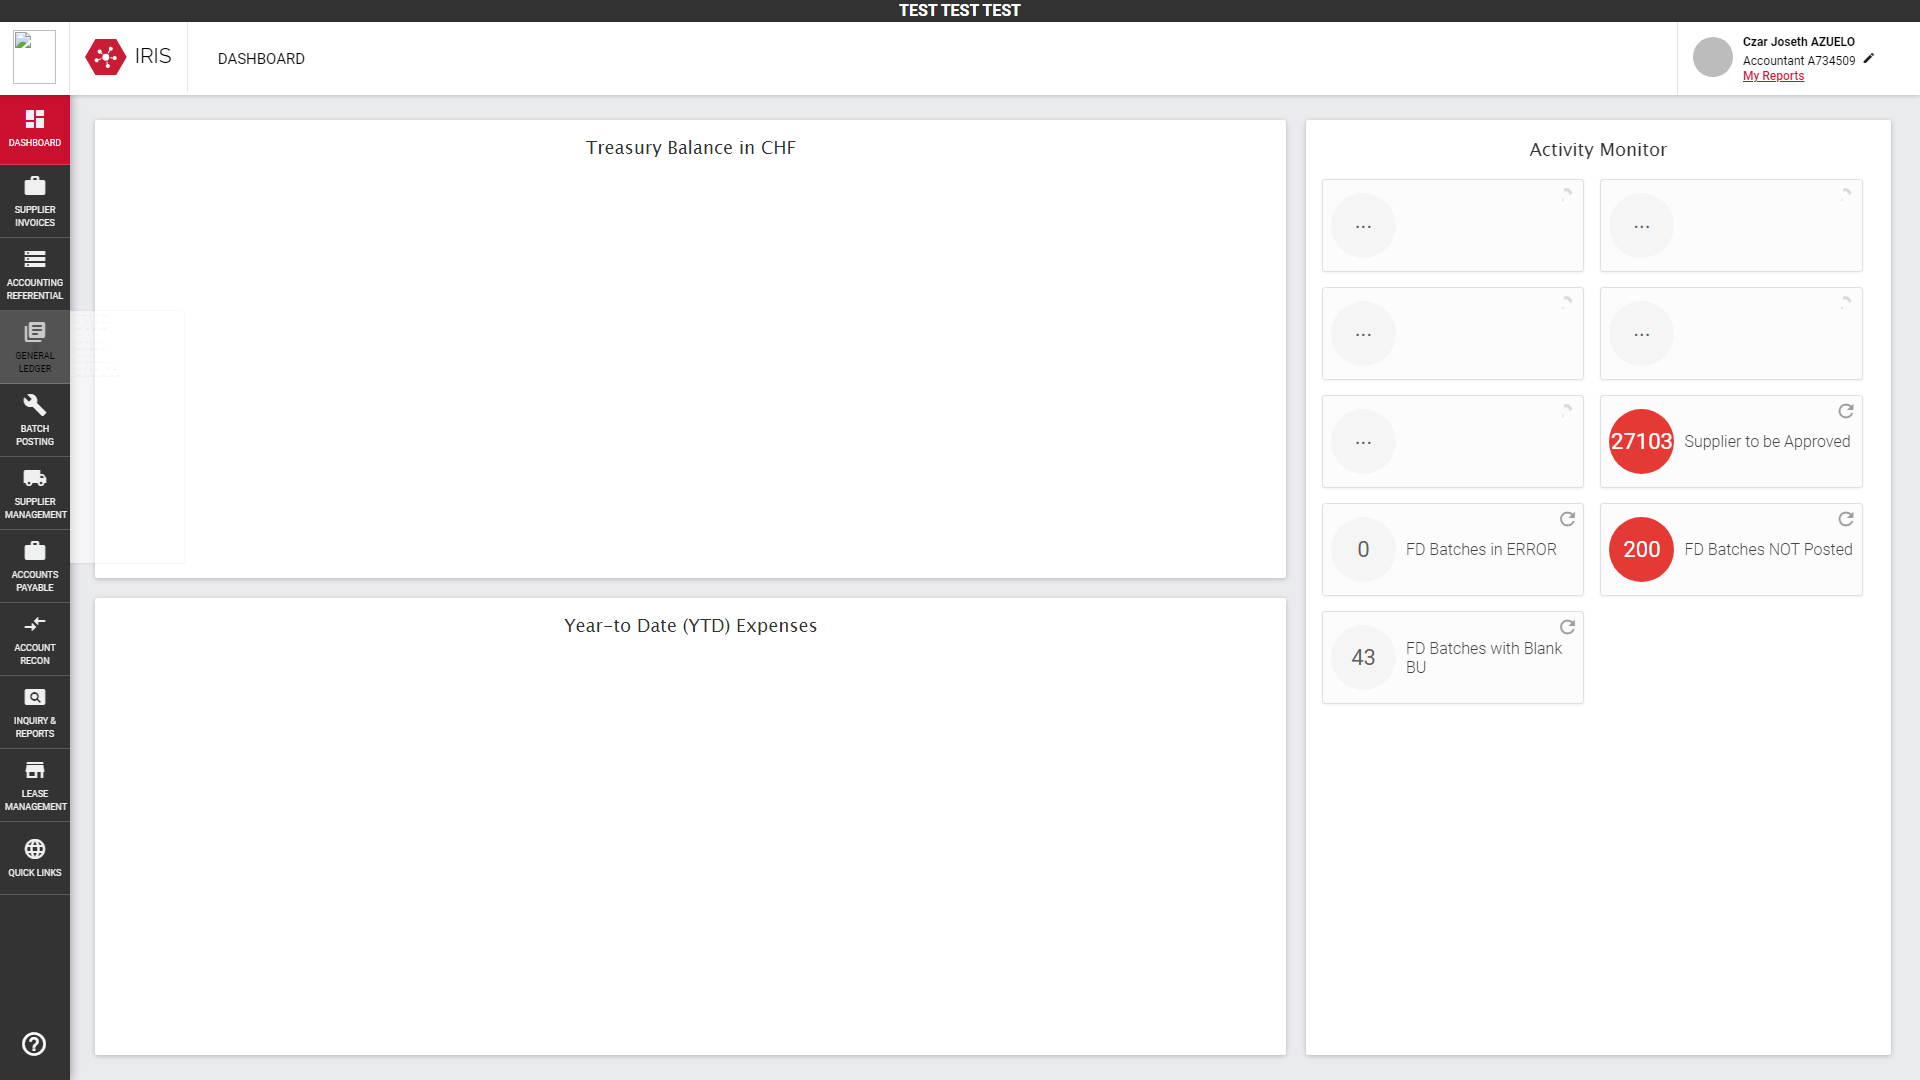 TEST TEST TEST
IRIS
DASHBOARD
Czar Joseth AZUELO
Accountant A734509
My Reports
DASHBOARD
SUPPLIER
INVOICES
ACCOUNTING
REFERENTIAL
GENERAL
LEDGER
BATCH
POSTING
SUPPLIER
MANAGEMENT
ACCOUNTS
PAYABLE
ACCOUNT
RECON
INQUIRY &
REPORTS
LEASE
MANAGEMENT
QUICK LINKS
Treasury Balance in CHF
Year-to Date (YTD) Expenses
Activity Monitor
...
...
...
...
...
27103 Supplier to be Approved
0 FD Batches in ERROR
200 FD Batches NOT Posted
43 FD Batches with Blank
BU